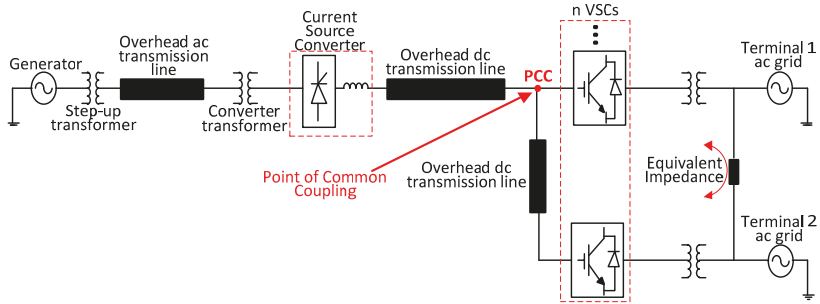 Generator
Step-up
transformer
Overhead ac
transmission
line
Converter
transformer
Current
Source
Converter
Overhead dc
transmission line
PCC
Point of Common
Coupling
Overhead dc
transmission line
n VSCs
Terminal 1
ac grid
Equivalent
Impedance
Terminal 2
ac grid